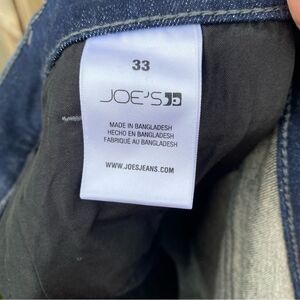 33
JOE'S
MADE IN BANGLADESH
HECHO EN BANGLADESH
FABRIQUÉ AU BANGLADESH
WWW.JOESJEANS.COM